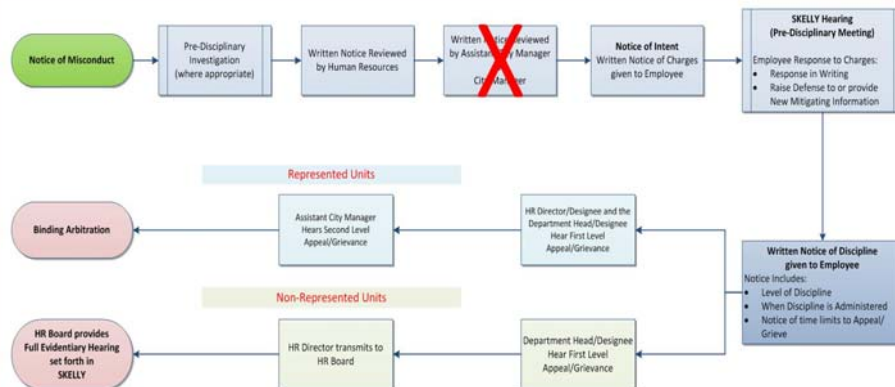 Notice of Misconduct
Pre-Disciplinary
Investigation
(where appropriate)
Written Notice Reviewed
by Human Resources
Written Notice Reviewed
by Assistant City Manager
City Manager
Notice of Intent
Written Notice of Charges
given to Employee
SKELLY Hearing
(Pre-Disciplinary Meeting)
Employee Response to Charges:
• Response in Writing
• Raise Defense to or provide
New Mitigating Information
Represented Units
Binding Arbitration
Assistant City Manager
Hears Second Level
Appeal/Grievance
HR Director/Designee and the
Department Head/Designee
Hear First Level
Appeal/Grievance
Written Notice of Discipline
given to Employee
Notice Includes:
• Level of Discipline
• When Discipline is Administered
• Notice of time limits to Appeal/
Grieve
Non-Represented Units
HR Board provides
Full Evidentiary Hearing
set forth in
SKELLY
HR Director transmits to
HR Board
Department Head/Designee
Hear First Level
Appeal/Grievance